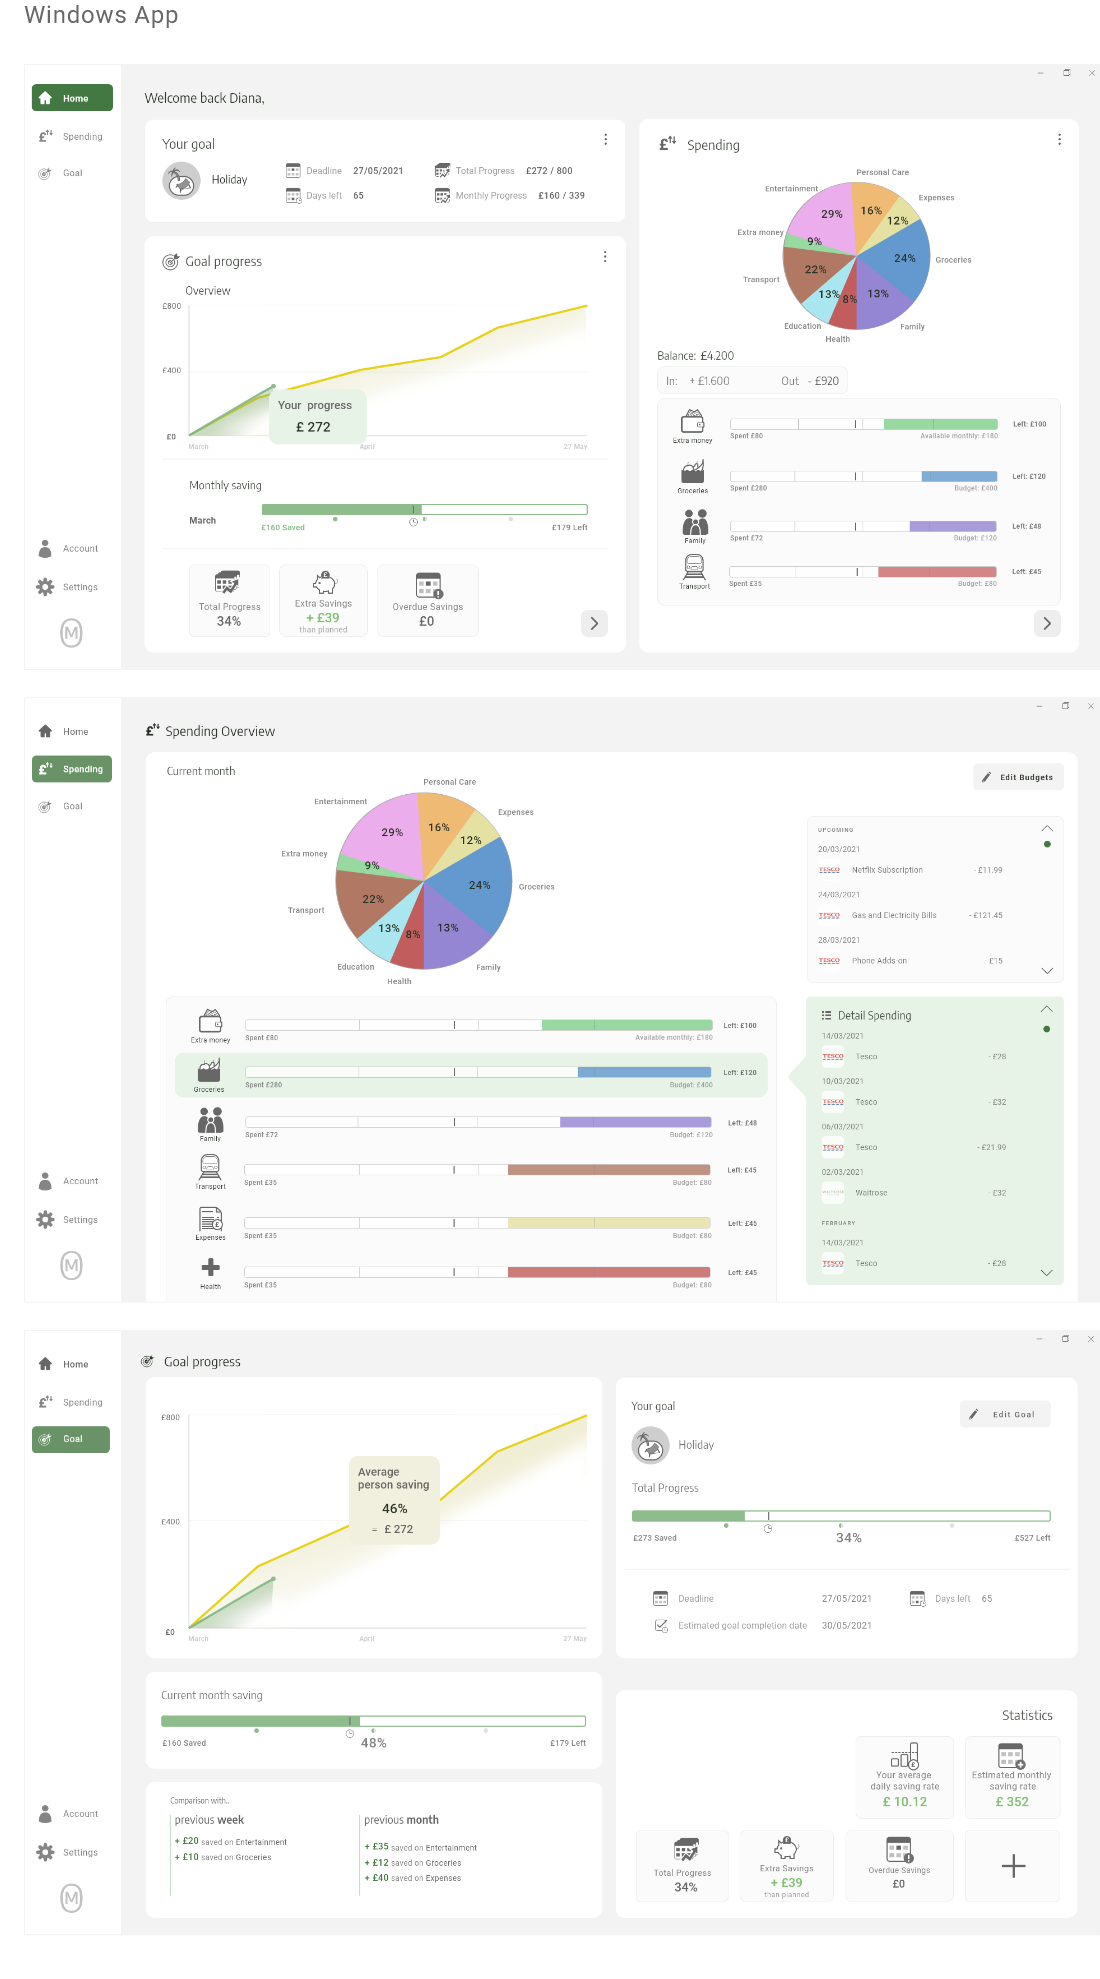 Windows App
Home
Spending
Goal
Account
Settings
M
Welcome back Diana,
Your goal
Holiday
Deadline 27/05/2021
Total Progress £272 / 800
Days left 65
Monthly Progress £160 / 339
Goal progress
Overview
£800
£400
£0
Your progress
£ 272
March
April
27 May
Monthly saving
March
£160 Saved
£179 Left
Total Progress
34%
Extra Savings
+ £39
than planned
Overdue Savings
£0
Spending
Personal Care
Entertainment
Expenses
29%
16%
12%
Extra money
9%
24%
Groceries
22%
Transport
13%
8%
13%
Education
Family
Health
Balance: £4.200
In: + £1.600
Out - £920
Extra money
Spent £80
Available monthly: £180
Left: £100
Groceries
Spent £280
Budget: £400
Left: £120
Family
Spent £72
Budget: £120
Left: £48
Transport
Spent £35
Budget: £80
Left: £45
Home
Spending
Goal
Account
Settings
M
Spending Overview
Current month
Edit Budgets
Personal Care
Entertainment
Expenses
29%
16%
12%
Extra money
9%
24%
Groceries
22%
Transport
13%
8%
13%
Education
Family
Health
Extra money
Spent £80
Available monthly: £180
Left: £100
Groceries
Spent £280
Budget: £400
Left: £120
Family
Spent £72
Budget: £120
Left: £48
Transport
Spent £35
Budget: £80
Left: £45
Expenses
Spent £35
Budget: £80
Left: £45
Health
Spent £35
Budget: £80
Left: £45
UPCOMING
20/03/2021
TESCO Netflix Subscription - £11.99
24/03/2021
TESCO Gas and Electricity Bills - £121.45
28/03/2021
TESCO Phone Adds-on - £15
Detail Spending
14/03/2021
TESCO Tesco - £28
10/03/2021
TESCO Tesco - £32
06/03/2021
TESCO Tesco - £21.99
02/03/2021
WAITROSE Waitrose - £32
FEBRUARY
14/03/2021
TESCO Tesco - £28
Home
Spending
Goal
Account
Settings
M
Goal progress
£800
£400
£0
Average
person saving
46%
= £ 272
March
April
27 May
Your goal
Edit Goal
Holiday
Total Progress
£273 Saved
34%
£527 Left
Deadline 27/05/2021
Days left 65
Estimated goal completion date 30/05/2021
Current month saving
£160 Saved
48%
£179 Left
Comparison with..
previous week
+ £20 saved on Entertainment
+ £10 saved on Groceries
previous month
+ £35 saved on Entertainment
+ £12 saved on Groceries
+ £40 saved on Expenses
Statistics
Your average
daily saving rate
£ 10.12
Estimated monthly
saving rate
£ 352
Total Progress
34%
Extra Savings
+ £39
than planned
Overdue Savings
£0